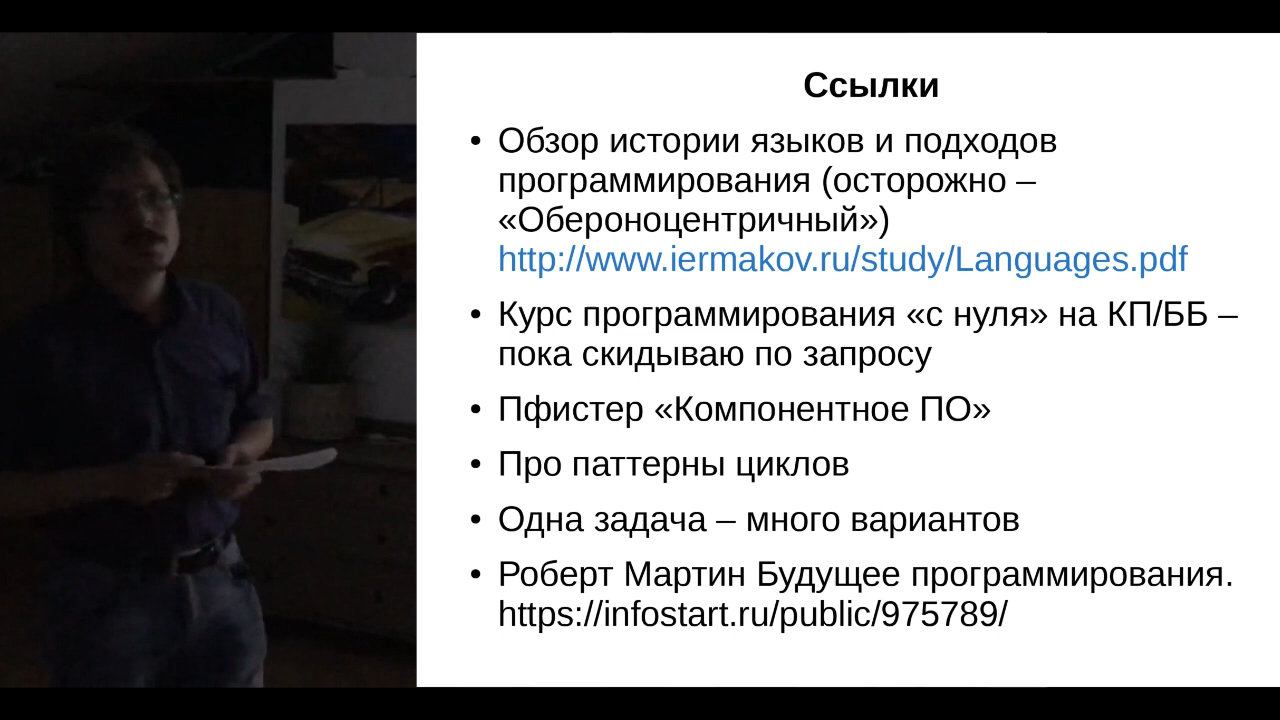 Ссылки
• Обзор истории языков и подходов
программирования (осторожно –
«Обероноцентричный»)
http://www.iermakov.ru/study/Languages.pdf
• Курс программирования «с нуля» на КП/ББ –
пока скидываю по запросу
• Пфистер «Компонентное ПО»
• Про паттерны циклов
• Одна задача – много вариантов
• Роберт Мартин Будущее программирования.
https://infostart.ru/public/975789/